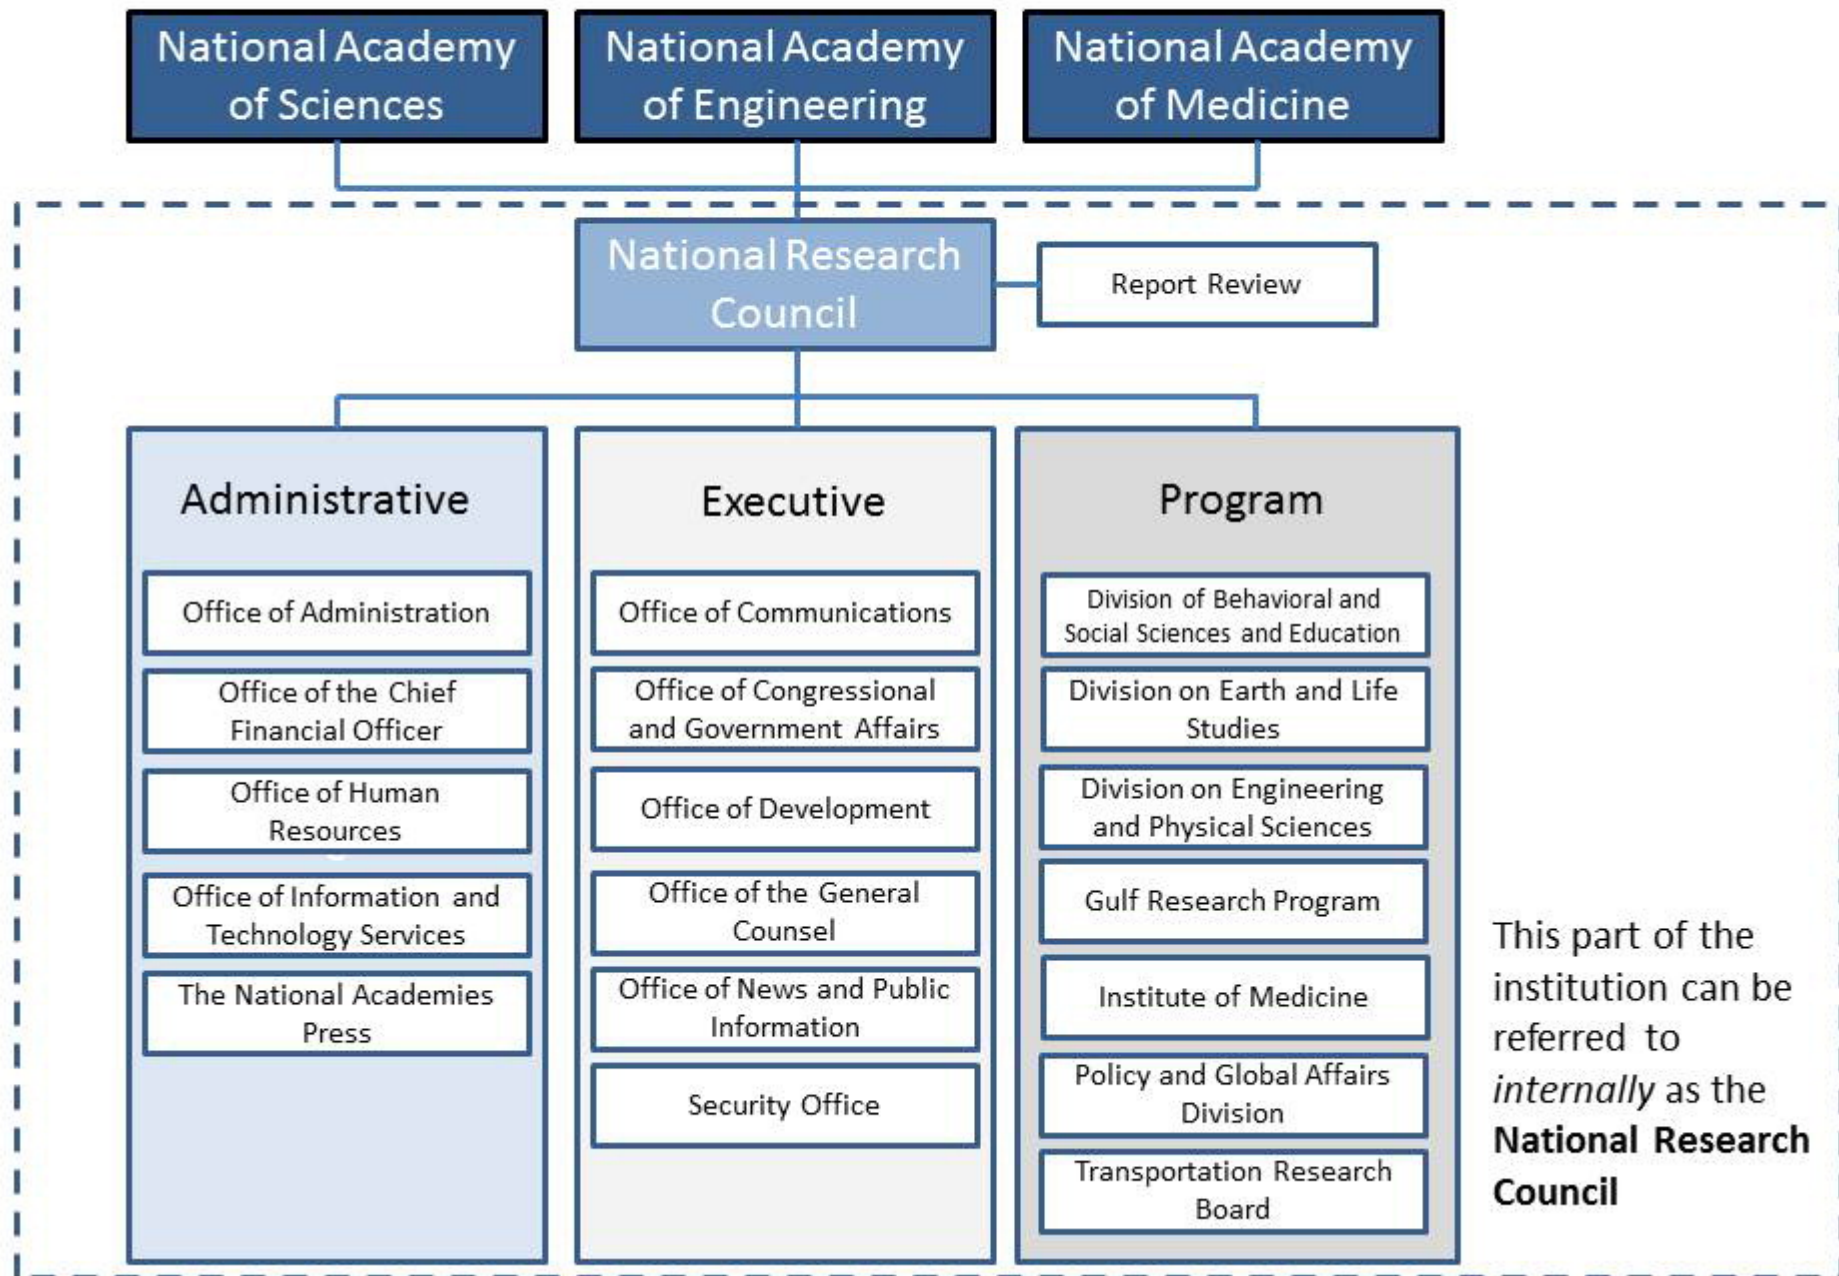 National Academy
of Sciences
National Academy
of Engineering
National Academy
of Medicine
National Research
Council
Report Review
Administrative
Office of Administration
Office of the Chief
Financial Officer
Office of Human
Resources
Office of Information and
Technology Services
The National Academies
Press
Executive
Office of Communications
Office of Congressional
and Government Affairs
Office of Development
Office of the General
Counsel
Office of News and Public
Information
Security Office
Program
Division of Behavioral and
Social Sciences and Education
Division on Earth and Life
Studies
Division on Engineering
and Physical Sciences
Gulf Research Program
Institute of Medicine
Policy and Global Affairs
Division
Transportation Research
Board
This part of the
institution can be
referred to
internally as the
National Research
Council